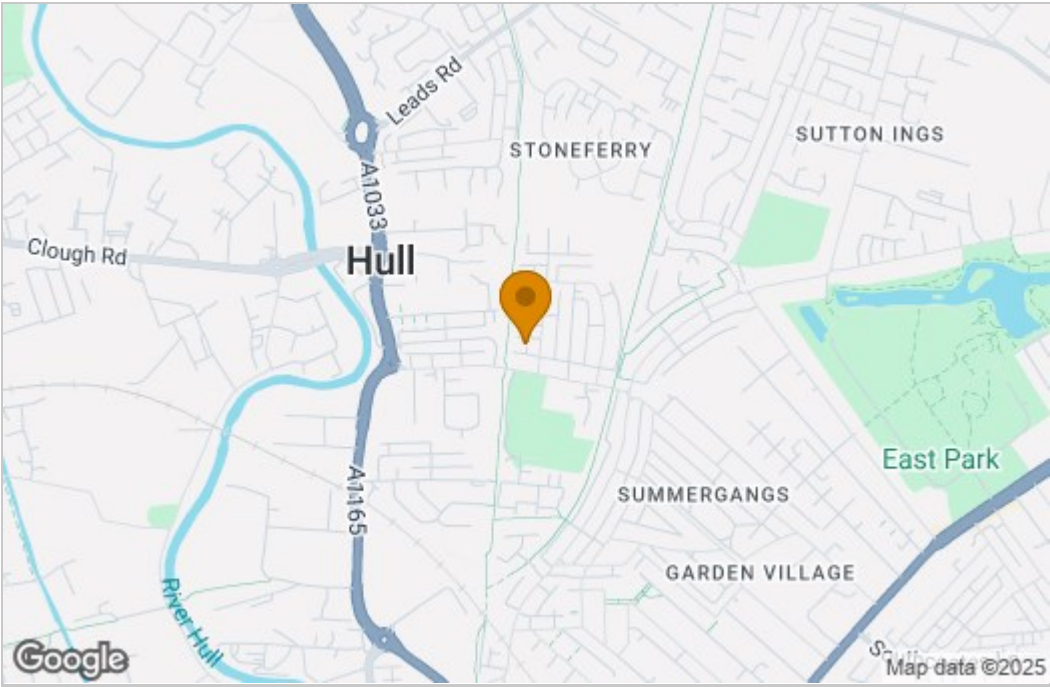 Leads Rd
STONEFERRY
SUTTON INGS
A1033
Clough Rd
Hull
East Park
A1165
SUMMERGANGS
GARDEN VILLAGE
River Hull
Google
Map data ©2025